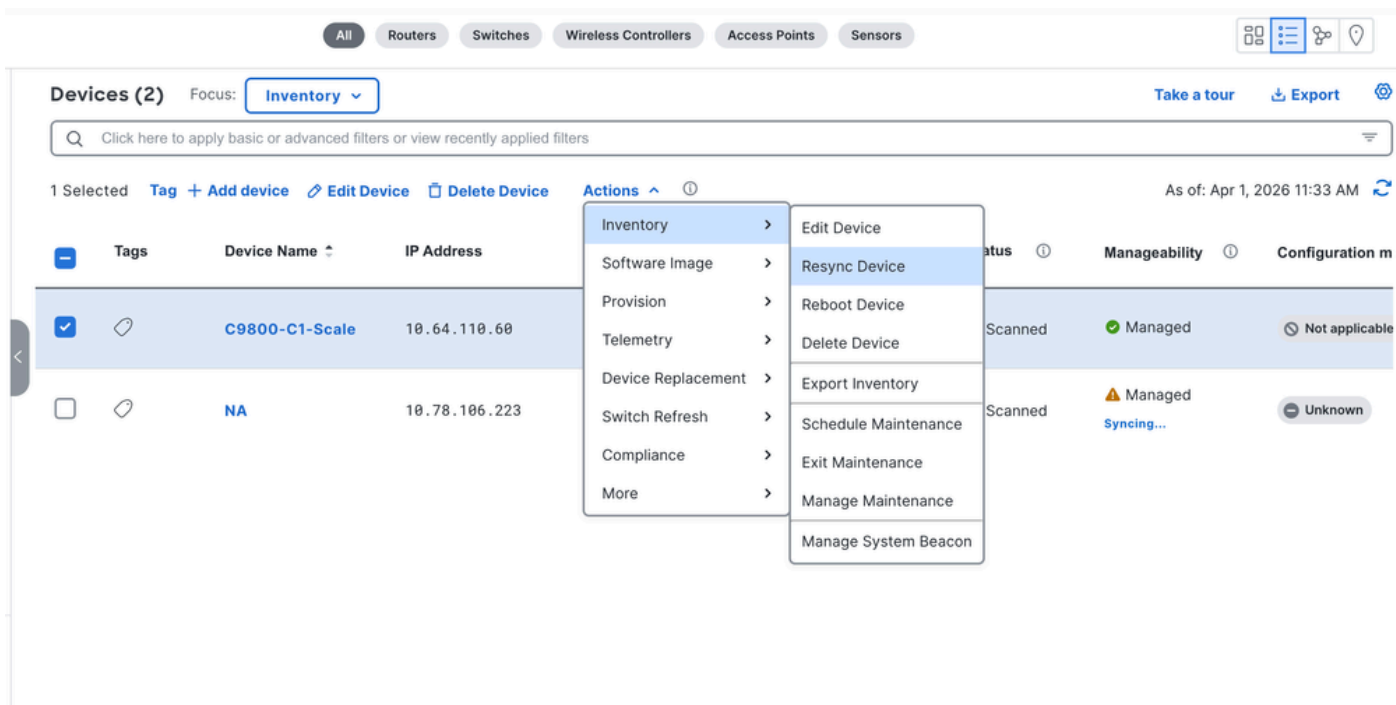 All Routers Switches Wireless Controllers Access Points Sensors
Devices (2) Focus: Inventory Take a tour Export
Click here to apply basic or advanced filters or view recently applied filters
1 Selected Tag + Add device Edit Device Delete Device Actions As of: Apr 1, 2026 11:33 AM
Tags Device Name IP Address atus Manageability Configuration m
C9800-C1-Scale 10.64.110.60 Scanned Managed Not applicable
NA 10.78.106.223 Scanned Managed Unknown
Syncing...
Inventory
Software Image
Provision
Telemetry
Device Replacement
Switch Refresh
Compliance
More
Edit Device
Resync Device
Reboot Device
Delete Device
Export Inventory
Schedule Maintenance
Exit Maintenance
Manage Maintenance
Manage System Beacon